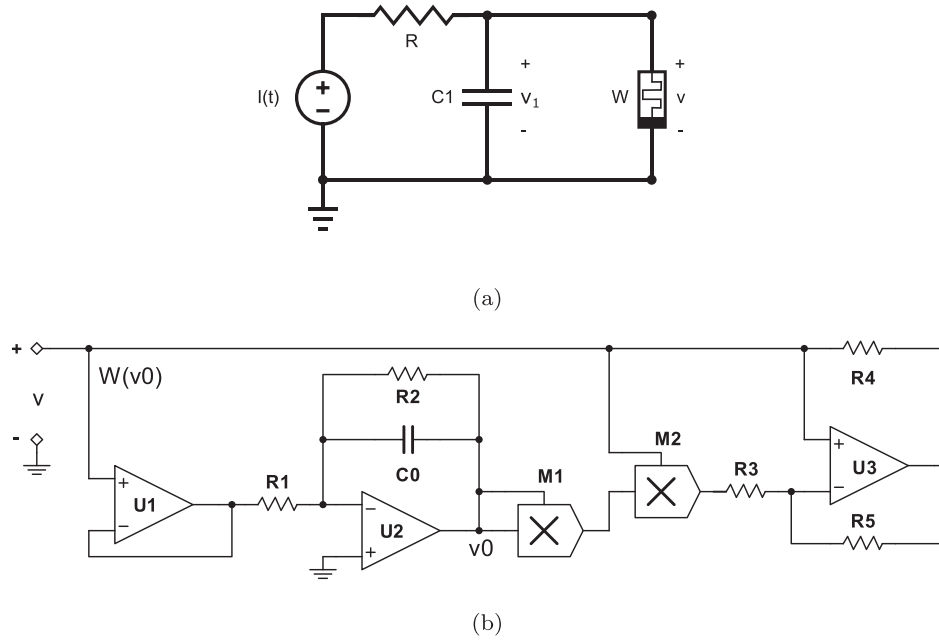 R
I(t)
+
−
C1
+
v1
-
W
+
v
-
(a)
+
W(v0)
R4
v
R2
-
C0
M1
M2
R1
+
U1
−
−
U2
+
v0
R3
+
U3
−
R5
(b)